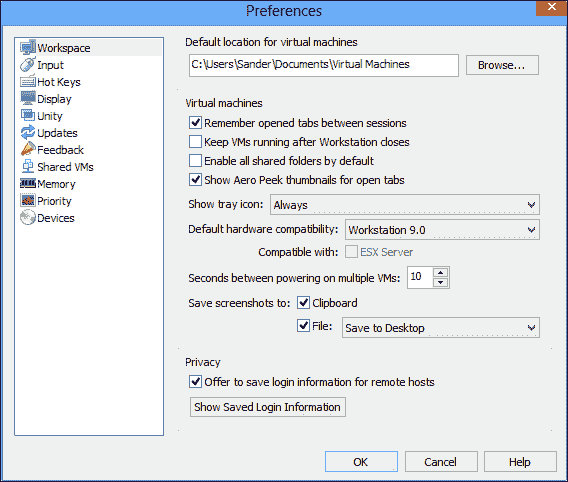 Preferences
Workspace
Input
Hot Keys
Display
Unity
Updates
Feedback
Shared VMs
Memory
Priority
Devices
Default location for virtual machines
C:\Users\Sander\Documents\Virtual Machines
Browse...
Virtual machines
Remember opened tabs between sessions
Keep VMs running after Workstation closes
Enable all shared folders by default
Show Aero Peek thumbnails for open tabs
Show tray icon: Always
Default hardware compatibility: Workstation 9.0
Compatible with: ESX Server
Seconds between powering on multiple VMs: 10
Save screenshots to: Clipboard
File: Save to Desktop
Privacy
Offer to save login information for remote hosts
Show Saved Login Information
OK Cancel Help